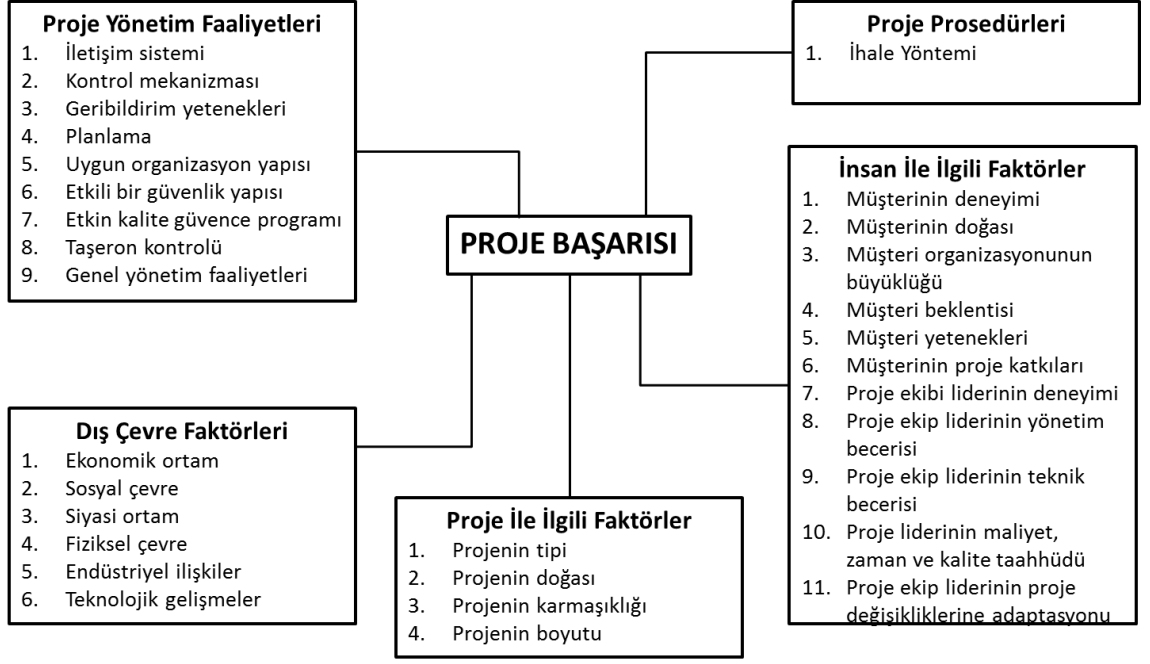 Proje Yönetim Faaliyetleri
1. İletişim sistemi
2. Kontrol mekanizması
3. Geribildirim yetenekleri
4. Planlama
5. Uygun organizasyon yapısı
6. Etkili bir güvenlik yapısı
7. Etkin kalite güvence programı
8. Taşeron kontrolü
9. Genel yönetim faaliyetleri
Proje Prosedürleri
1. İhale Yöntemi
PROJE BAŞARISI
İnsan İle İlgili Faktörler
1. Müşterinin deneyimi
2. Müşterinin doğası
3. Müşteri organizasyonunun
büyüklüğü
4. Müşteri beklentisi
5. Müşteri yetenekleri
6. Müşterinin proje katkıları
7. Proje ekibi liderinin deneyimi
8. Proje ekip liderinin yönetim
becerisi
9. Proje ekip liderinin teknik
becerisi
10. Proje liderinin maliyet,
zaman ve kalite taahhüdü
11. Proje ekip liderinin proje
değişikliklerine adaptasyonu
Dış Çevre Faktörleri
1. Ekonomik ortam
2. Sosyal çevre
3. Siyasi ortam
4. Fiziksel çevre
5. Endüstriyel ilişkiler
6. Teknolojik gelişmeler
Proje İle İlgili Faktörler
1. Projenin tipi
2. Projenin doğası
3. Projenin karmaşıklığı
4. Projenin boyutu